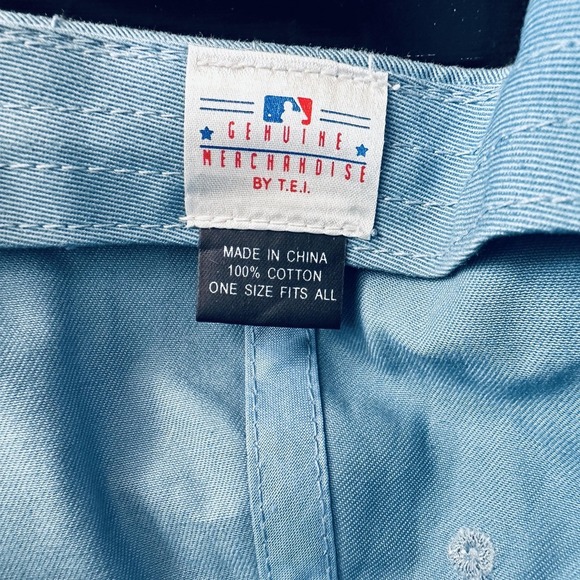 GENUINE
MERCHANDISE
BY T.E.I.
MADE IN CHINA
100% COTTON
ONE SIZE FITS ALL